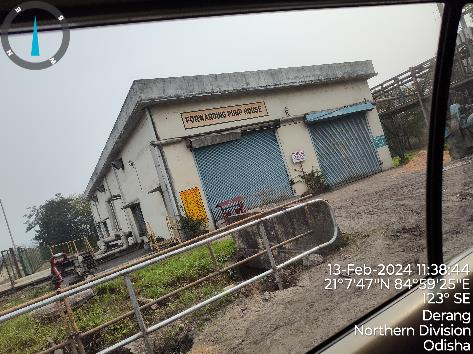 FORWARDING PUMP HOUSE
13-Feb-2024 11:38:44
21°7'47"N 84°59'25"E
123° SE
Derang
Northern Division
Odisha